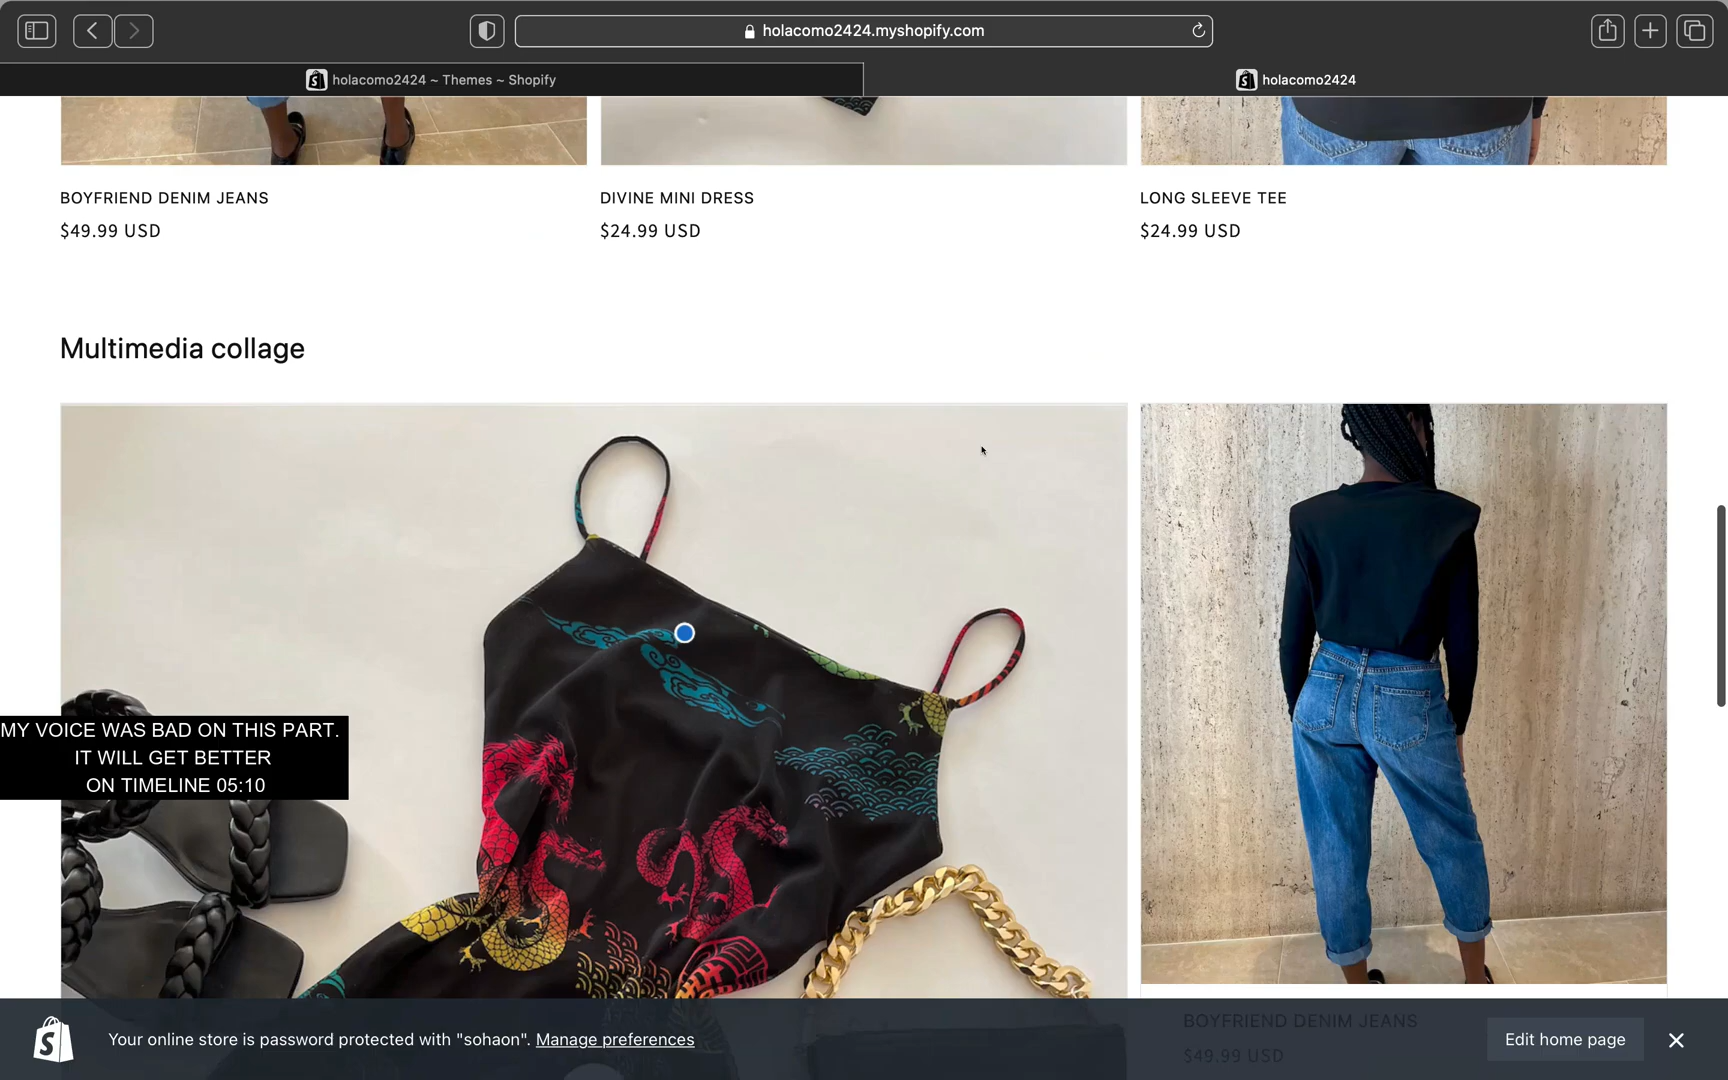 holacomo2424.myshopify.com
holacomo2424 ~ Themes ~ Shopify
holacomo2424
BOYFRIEND DENIM JEANS
$49.99 USD
DIVINE MINI DRESS
$24.99 USD
LONG SLEEVE TEE
$24.99 USD
Multimedia collage
MY VOICE WAS BAD ON THIS PART.
IT WILL GET BETTER
ON TIMELINE 05:10
BOYFRIEND DENIM JEANS
$49.99 USD
Your online store is password protected with "sohaon". Manage preferences
Edit home page